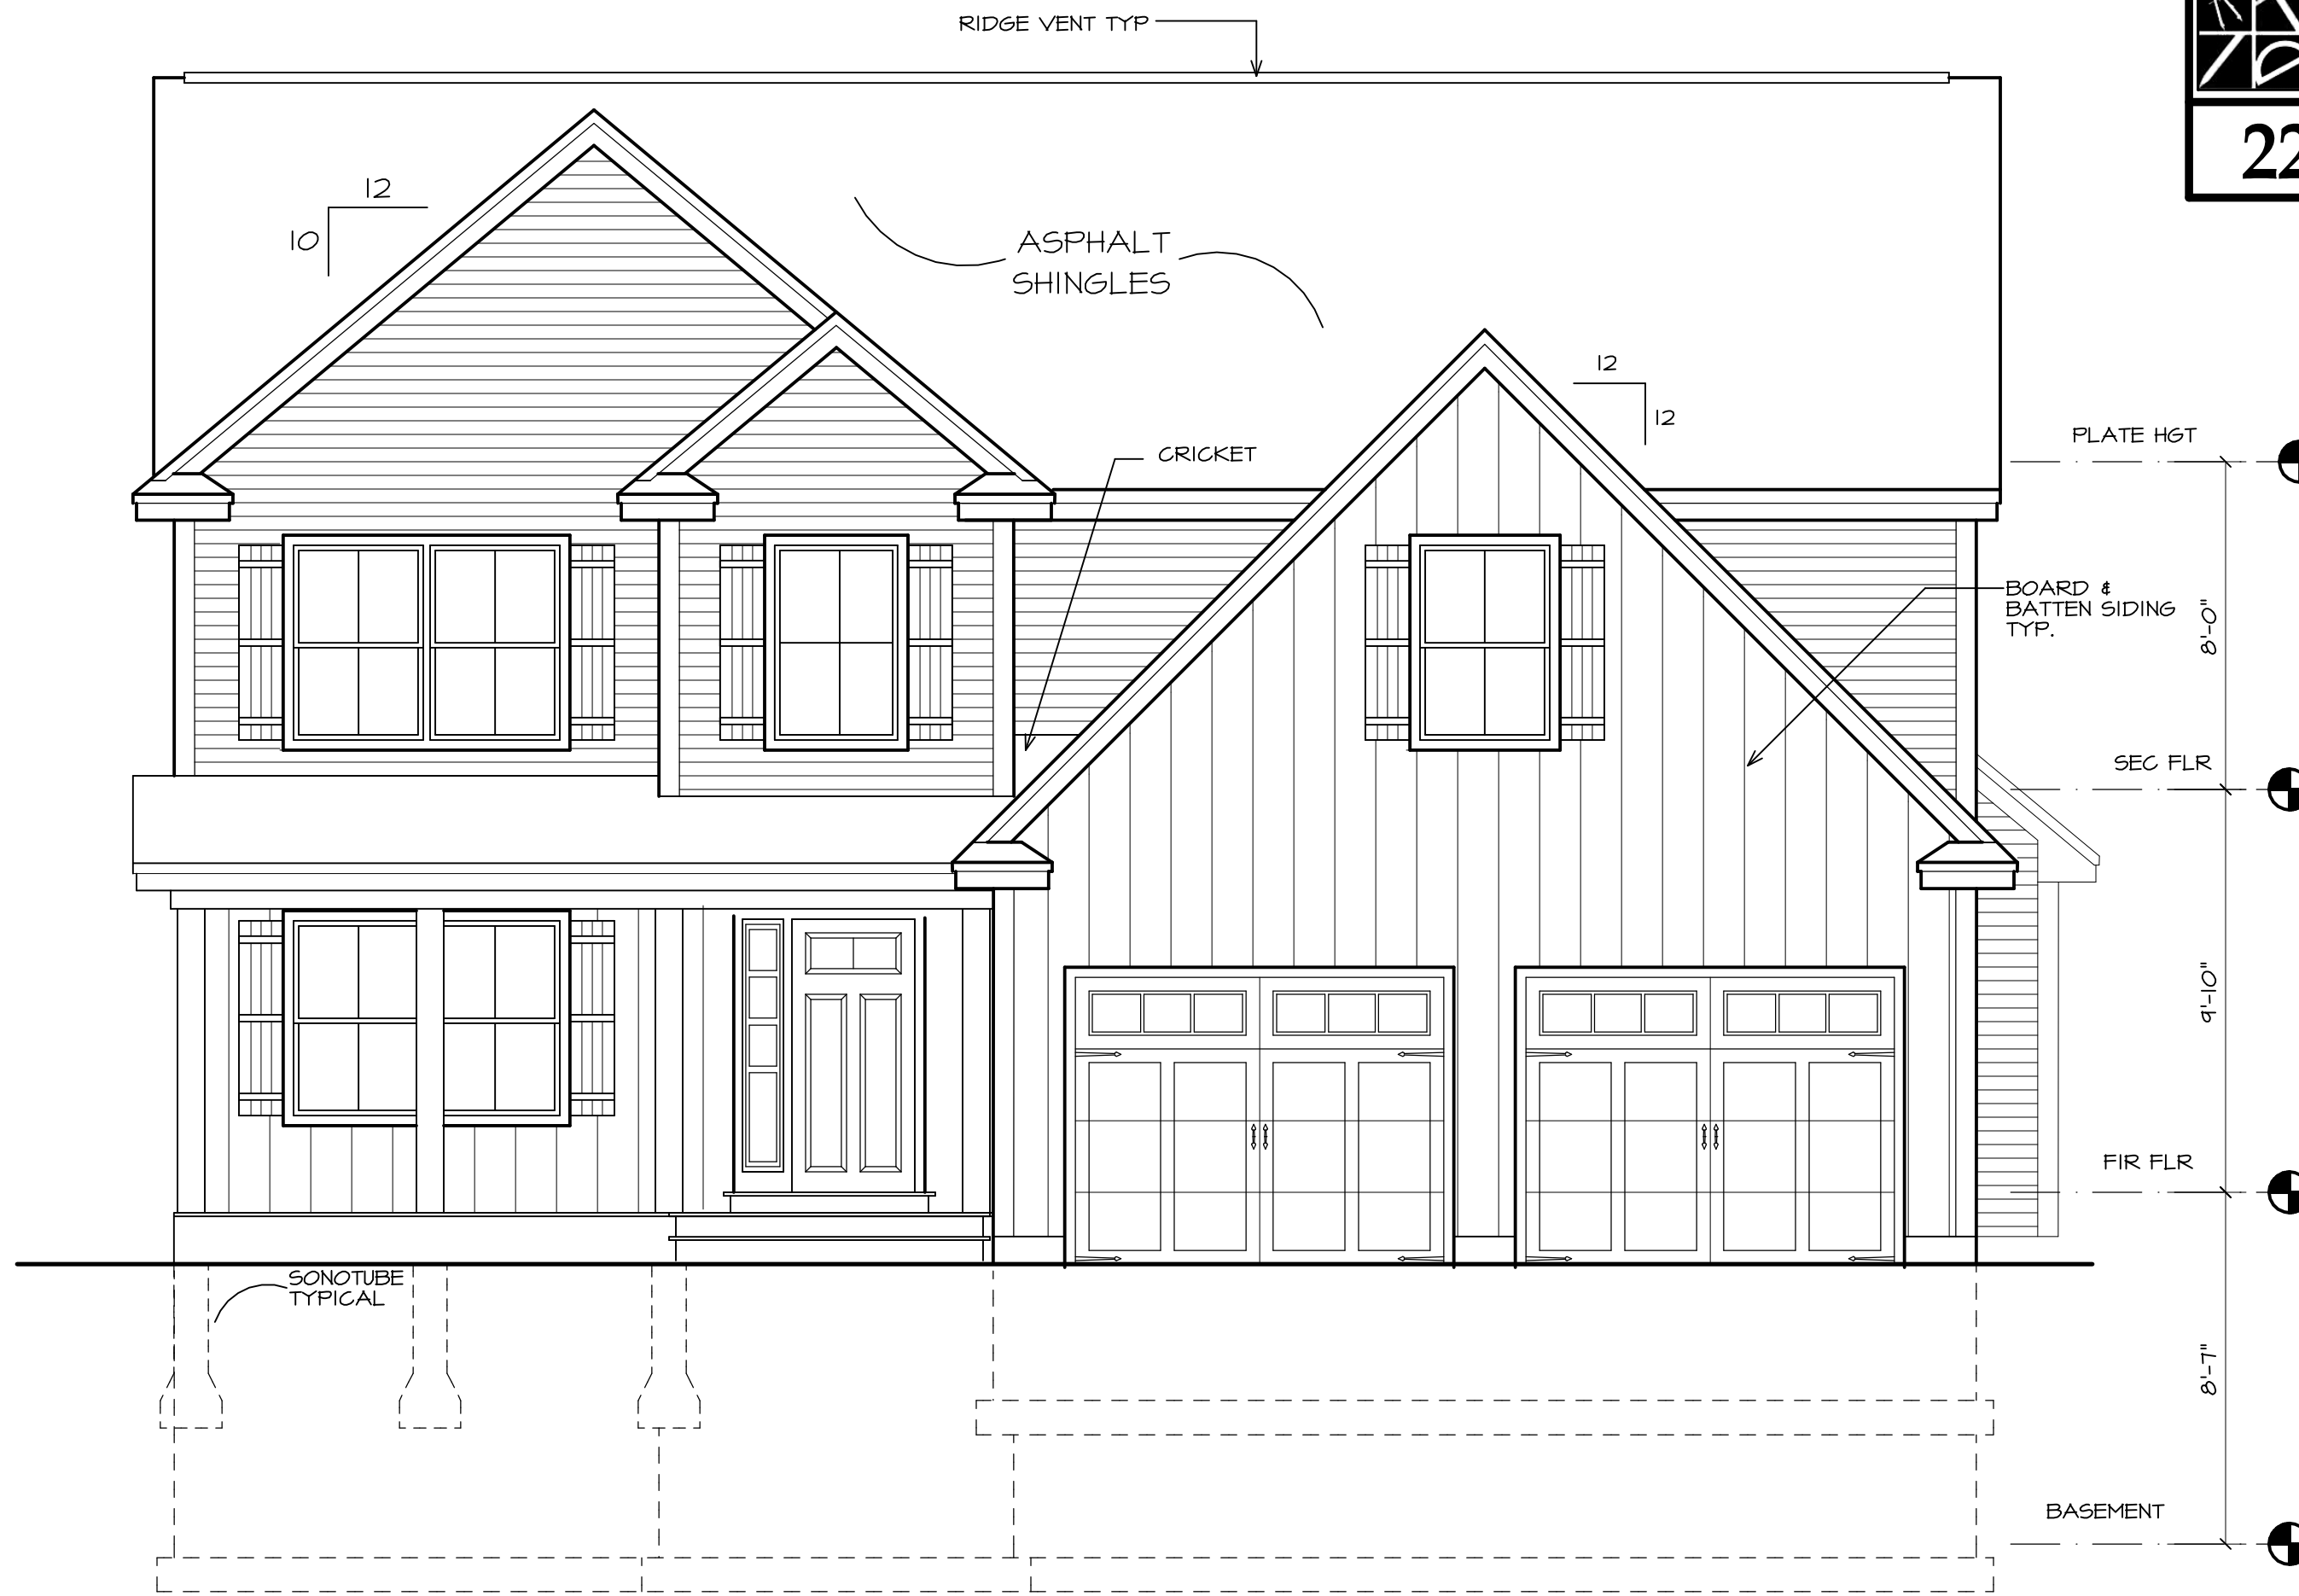 RIDGE VENT TYP
22
12
10
ASPHALT
SHINGLES
12
12
PLATE HGT
CRICKET
BOARD &
BATTEN SIDING
TYP.
8'-0"
SEC FLR
9'-10"
FIR FLR
SONOTUBE
TYPICAL
8'-7"
BASEMENT